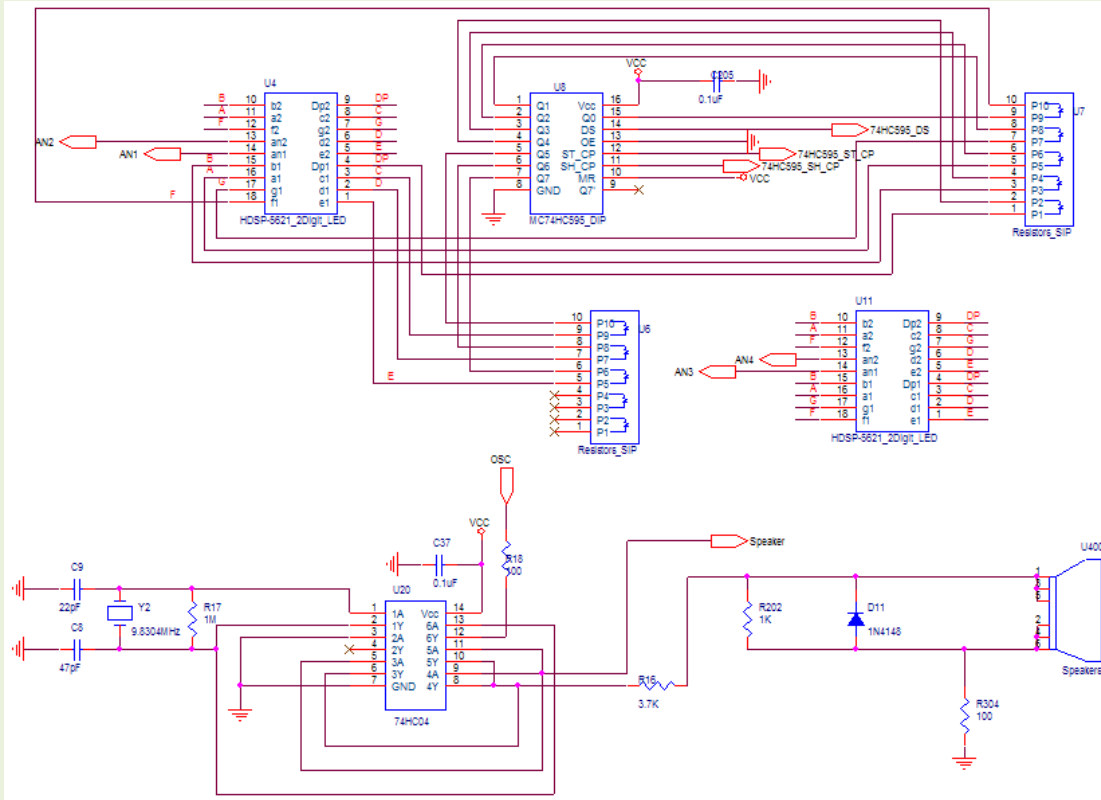 U4
B 10 b2 Dp2 9 DP
A 11 a2 c2 8 C
F 12 f2 g2 7 G
AN2 13 an2 d2 6 D
AN1 14 an1 e2 5 E
B 15 b1 Dp1 4 DP
A 16 a1 c1 3 C
G 17 g1 d1 2 D
F 18 f1 e1 1
HDSP-5621_2Digit_LED
U8
VCC
C205
0.1uF
1 Q1 Vcc 16
2 Q2 Q0 15
3 Q3 DS 14 74HC595_DS
4 Q4 OE 13
5 Q5 ST_CP 12 74HC595_ST_CP
6 Q6 SH_CP 11 74HC595_SH_CP
7 Q7 MR 10 VCC
8 GND Q7' 9
MC74HC595_DIP
U7
10 P10
9 P9
8 P8
7 P7
6 P6
5 P5
4 P4
3 P3
2 P2
1 P1
Resistors_SIP
U6
10 P10
9 P9
8 P8
7 P7
6 P6
E 5 P5
4 P4
3 P3
2 P2
1 P1
Resistors_SIP
U11
B 10 b2 Dp2 9 DP
A 11 a2 c2 8 C
F 12 f2 g2 7 G
AN4 13 an2 d2 6 D
AN3 14 an1 e2 5 E
B 15 b1 Dp1 4 DP
A 16 a1 c1 3 C
G 17 g1 d1 2 D
F 18 f1 e1 1 E
HDSP-5621_2Digit_LED
OSC
VCC
C37
0.1uF
R18
C9
22pF
Y2
9.8304MHz
R17
1M
C8
47pF
U20
1 1A Vcc 14
2 1Y 6A 13
3 2A 6Y 12
4 2Y 5A 11
5 3A 5Y 10
6 3Y 4A 9
7 GND 4Y 8
74HC04
Speaker
R16
3.7K
R202
1K
D11
1N4148
R304
100
U400
1
2
Speakers